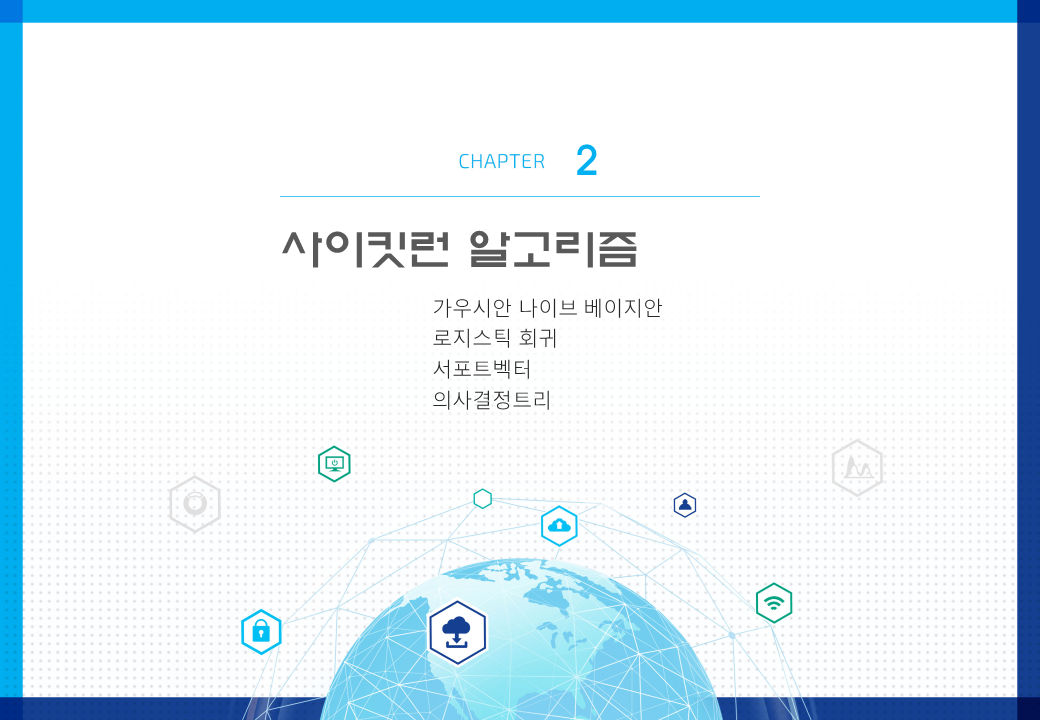 CHAPTER 2
사이킷런 알고리즘
가우시안 나이브 베이지안
로지스틱 회귀
서포트벡터
의사결정트리